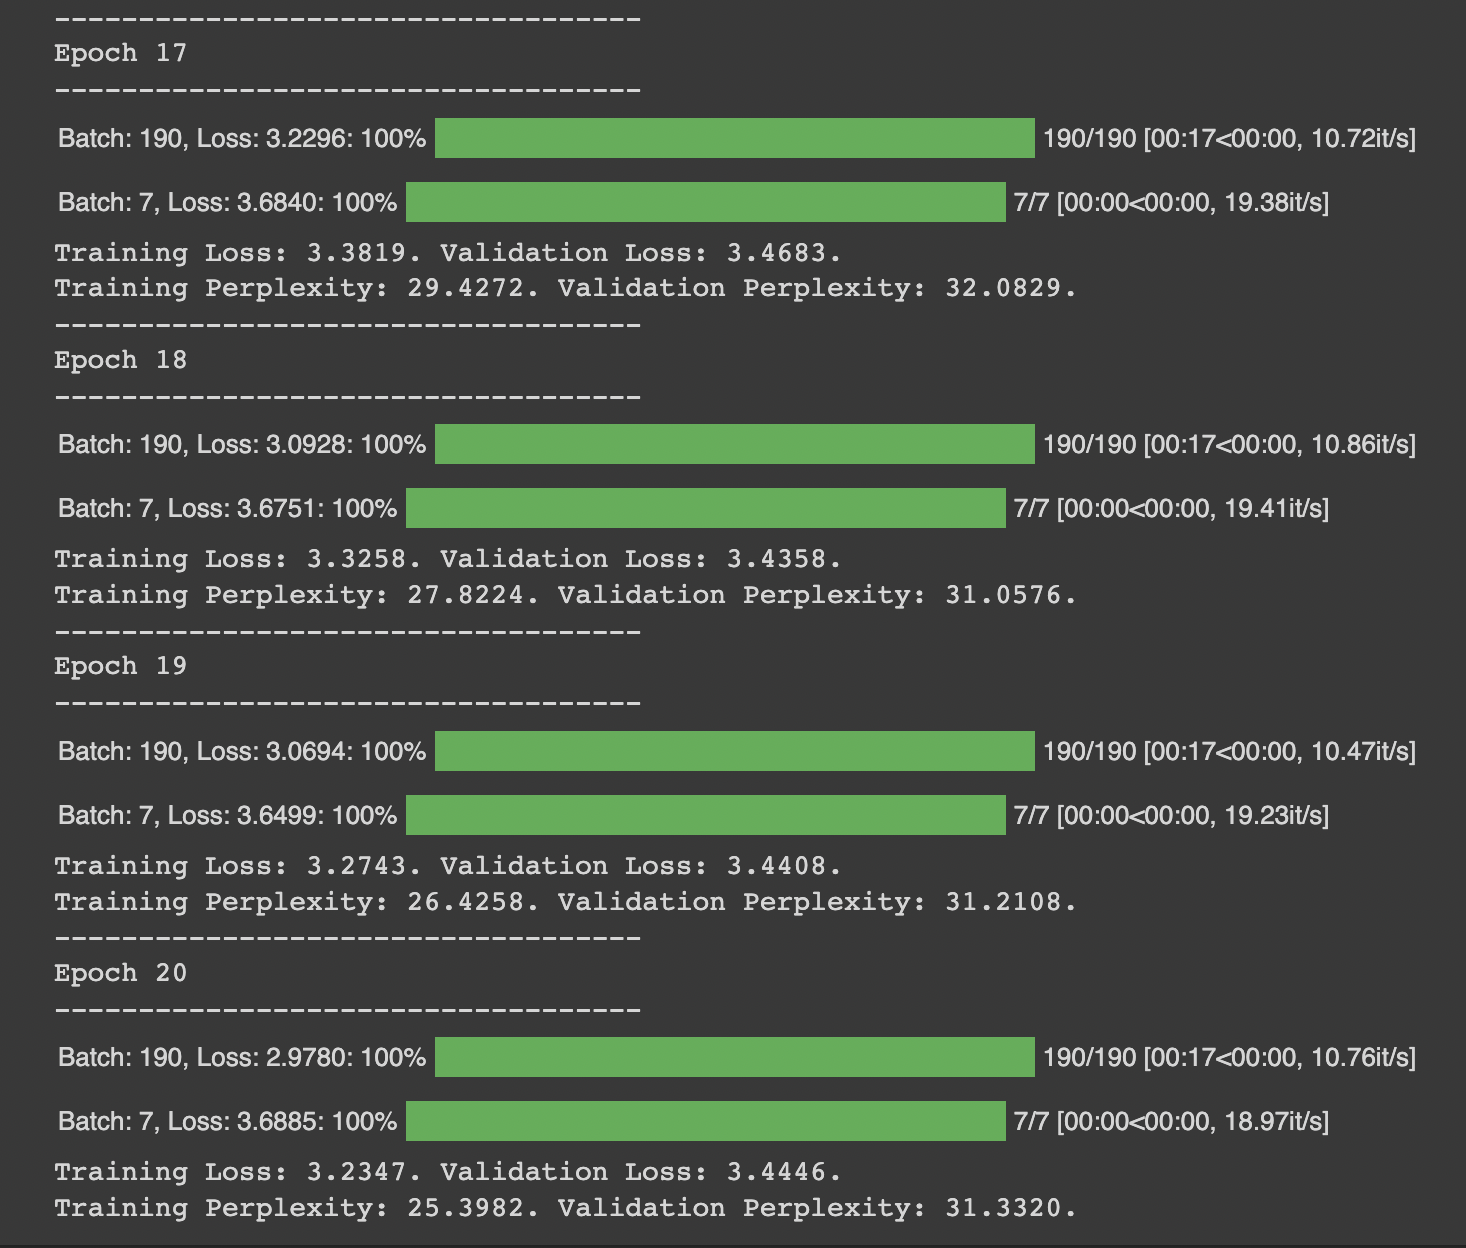 -----------------------------------
Epoch 17
-----------------------------------
Batch: 190, Loss: 3.2296: 100% 190/190 [00:17<00:00, 10.72it/s]
Batch: 7, Loss: 3.6840: 100% 7/7 [00:00<00:00, 19.38it/s]
Training Loss: 3.3819. Validation Loss: 3.4683.
Training Perplexity: 29.4272. Validation Perplexity: 32.0829.
-----------------------------------
Epoch 18
-----------------------------------
Batch: 190, Loss: 3.0928: 100% 190/190 [00:17<00:00, 10.86it/s]
Batch: 7, Loss: 3.6751: 100% 7/7 [00:00<00:00, 19.41it/s]
Training Loss: 3.3258. Validation Loss: 3.4358.
Training Perplexity: 27.8224. Validation Perplexity: 31.0576.
-----------------------------------
Epoch 19
-----------------------------------
Batch: 190, Loss: 3.0694: 100% 190/190 [00:17<00:00, 10.47it/s]
Batch: 7, Loss: 3.6499: 100% 7/7 [00:00<00:00, 19.23it/s]
Training Loss: 3.2743. Validation Loss: 3.4408.
Training Perplexity: 26.4258. Validation Perplexity: 31.2108.
-----------------------------------
Epoch 20
-----------------------------------
Batch: 190, Loss: 2.9780: 100% 190/190 [00:17<00:00, 10.76it/s]
Batch: 7, Loss: 3.6885: 100% 7/7 [00:00<00:00, 18.97it/s]
Training Loss: 3.2347. Validation Loss: 3.4446.
Training Perplexity: 25.3982. Validation Perplexity: 31.3320.